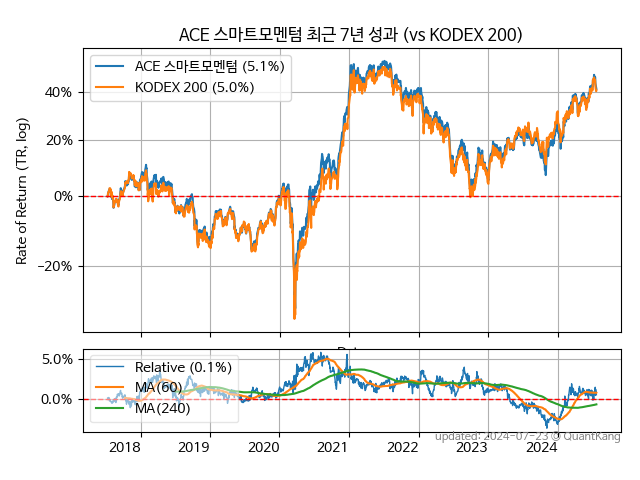 ACE 스마트모멘텀 최근 7년 성과 (vs KODEX 200)
ACE 스마트모멘텀 (5.1%)
KODEX 200 (5.0%)
Rate of Return (TR, log)
40%
20%
0%
−20%
Relative (0.1%)
MA(60)
MA(240)
5.0%
0.0%
2018 2019 2020 2021 2022 2023 2024
updated: 2024-07-23 © QuantKang